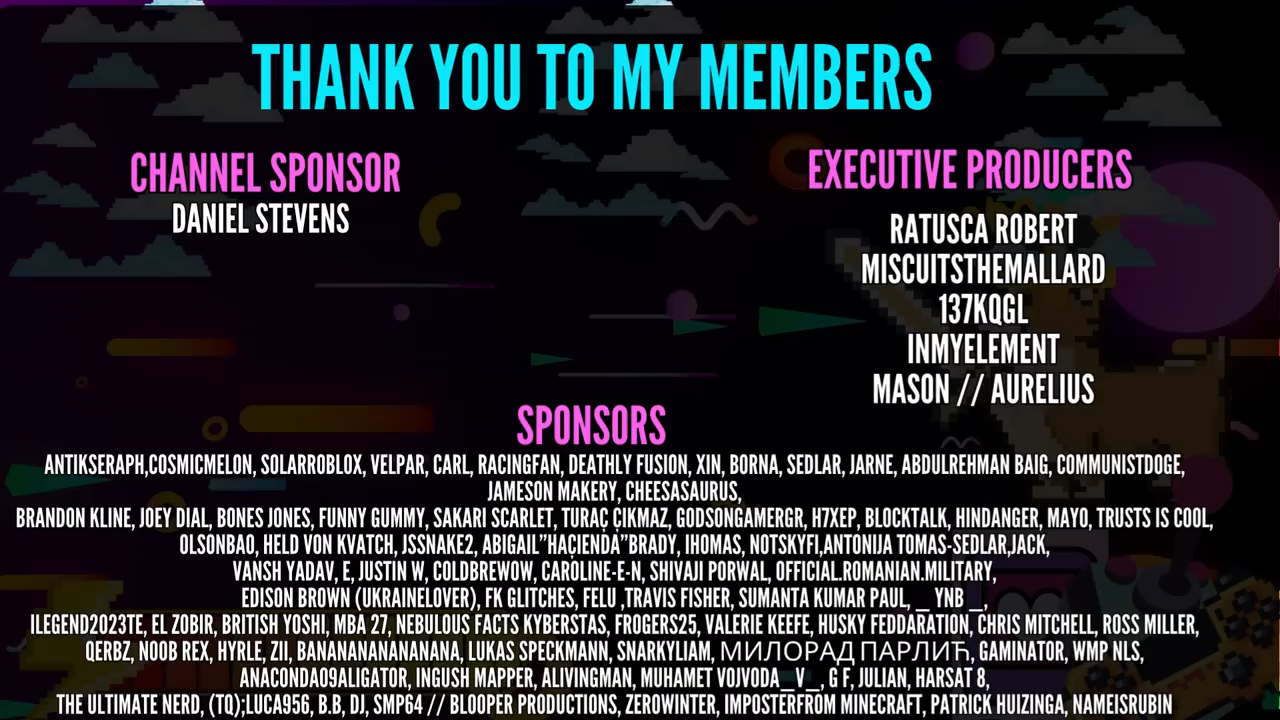 THANK YOU TO MY MEMBERS
CHANNEL SPONSOR
DANIEL STEVENS
EXECUTIVE PRODUCERS
RATUSCA ROBERT
MISCUITSTHEMALLARD
137KQGL
INMYELEMENT
MASON // AURELIUS
SPONSORS
ANTIKSERAPH,COSMICMELON, SOLARROBLOX, VELPAR, CARL, RACINGFAN, DEATHLY FUSION, XIN, BORNA, SEDLAR, JARNE, ABDULREHMAN BAIG, COMMUNISTDOGE,
JAMESON MAKERY, CHEESASAURUS,
BRANDON KLINE, JOEY DIAL, BONES JONES, FUNNY GUMMY, SAKARI SCARLET, TURAÇ ÇIKMAZ, GODSONGAMERGR, H7XEP, BLOCKTALK, HINDANGER, MAYO, TRUSTS IS COOL,
OLSONBAO, HELD VON KVATCH, JSSNAKE2, ABIGAIL”HAÇIENDA”BRADY, IHOMAS, NOTSKYFI,ANTONIJA TOMAS-SEDLAR,JACK,
VANSH YADAV, E, JUSTIN W, COLDBREWOW, CAROLINE-E-N, SHIVAJI PORWAL, OFFICIAL.ROMANIAN.MILITARY,
EDISON BROWN (UKRAINELOVER), FK GLITCHES, FELU ,TRAVIS FISHER, SUMANTA KUMAR PAUL, _ YNB _,
ILEGEND2023TE, EL ZOBIR, BRITISH YOSHI, MBA 27, NEBULOUS FACTS KYBERSTAS, FROGERS25, VALERIE KEEFE, HUSKY FEDDARATION, CHRIS MITCHELL, ROSS MILLER,
QERBZ, NOOB REX, HYRLE, ZII, BANANANANANANANA, LUKAS SPECKMANN, SNARKYLIAM, МИЛОРАД ПАРЛИЋ, GAMINATOR, WMP NLS,
ANACONDA09ALIGATOR, INGUSH MAPPER, ALIVINGMAN, MUHAMET VOJVODA_V_, G F, JULIAN, HARSAT 8,
THE ULTIMATE NERD, (TQ);LUCA956, B.B, DJ, SMP64 // BLOOPER PRODUCTIONS, ZEROWINTER, IMPOSTERFROM MINECRAFT, PATRICK HUIZINGA, NAMEISRUBIN